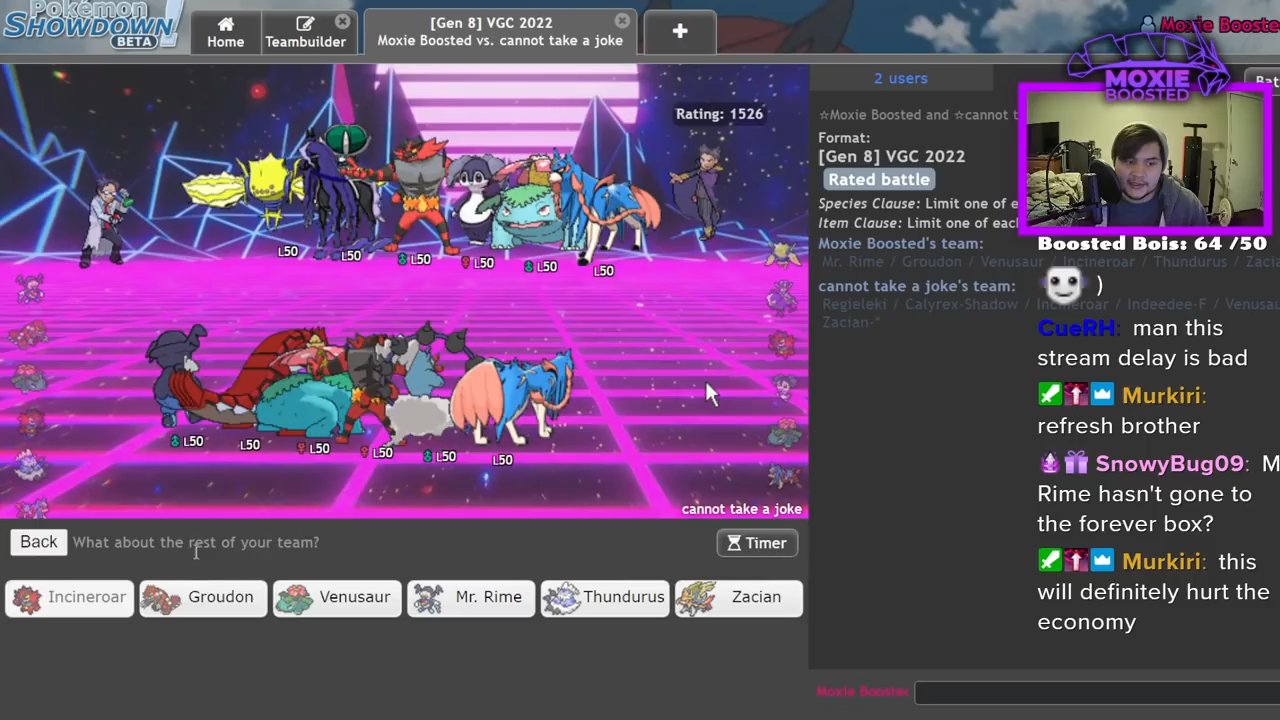 Pokémon
SHOWDOWN!
BETA
Home
Teambuilder
[Gen 8] VGC 2022
Moxie Boosted vs. cannot take a joke
Moxie Booste
Rating: 1526
L50
L50
L50
L50
L50
L50
L50
L50
L50
L50
L50
L50
cannot take a joke
Back
What about the rest of your team?
Timer
Incineroar
Groudon
Venusaur
Mr. Rime
Thundurus
Zacian
2 users
Bat
☆Moxie Boosted and ☆cannot t
Format:
[Gen 8] VGC 2022
Rated battle
Species Clause: Limit one of e
Item Clause: Limit one of each
Moxie Boosted's team:
Mr. Rime / Groudon / Venusaur / Incineroar / Thundurus / Zacia
cannot take a joke's team:
Regieleki / Calyrex-Shadow / Incineroar / Indeedee-F / Venusau
Zacian-*
Moxie Booster
MOXIE
BOOSTED
Boosted Bois: 64 /50
)
CueRH: man this
stream delay is bad
Murkiri:
refresh brother
SnowyBug09: M
Rime hasn't gone to
the forever box?
Murkiri: this
will definitely hurt the
economy